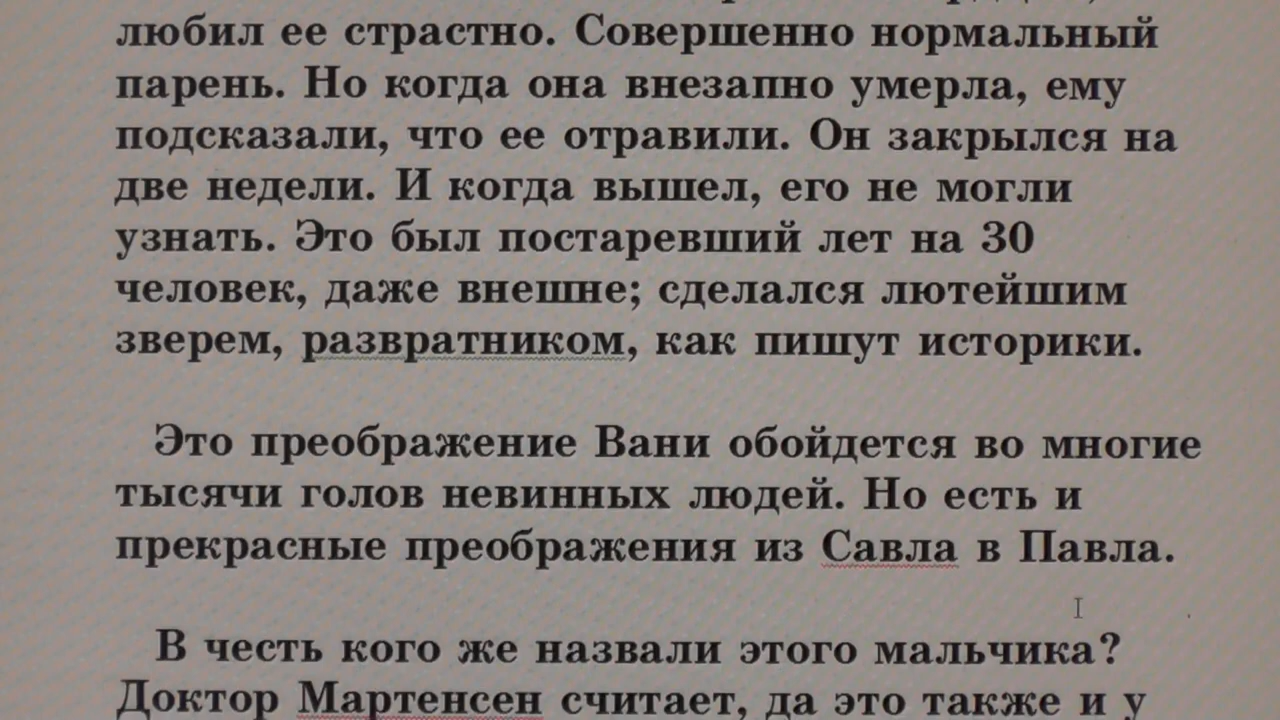 любил ее страстно. Совершенно нормальный
парень. Но когда она внезапно умерла, ему
подсказали, что ее отравили. Он закрылся на
две недели. И когда вышел, его не могли
узнать. Это был постаревший лет на 30
человек, даже внешне; сделался лютейшим
зверем, развратником, как пишут историки.
Это преображение Вани обойдется во многие
тысячи голов невинных людей. Но есть и
прекрасные преображения из Савла в Павла.
В честь кого же назвали этого мальчика?
Доктор Мартенсен считает, да это также и у